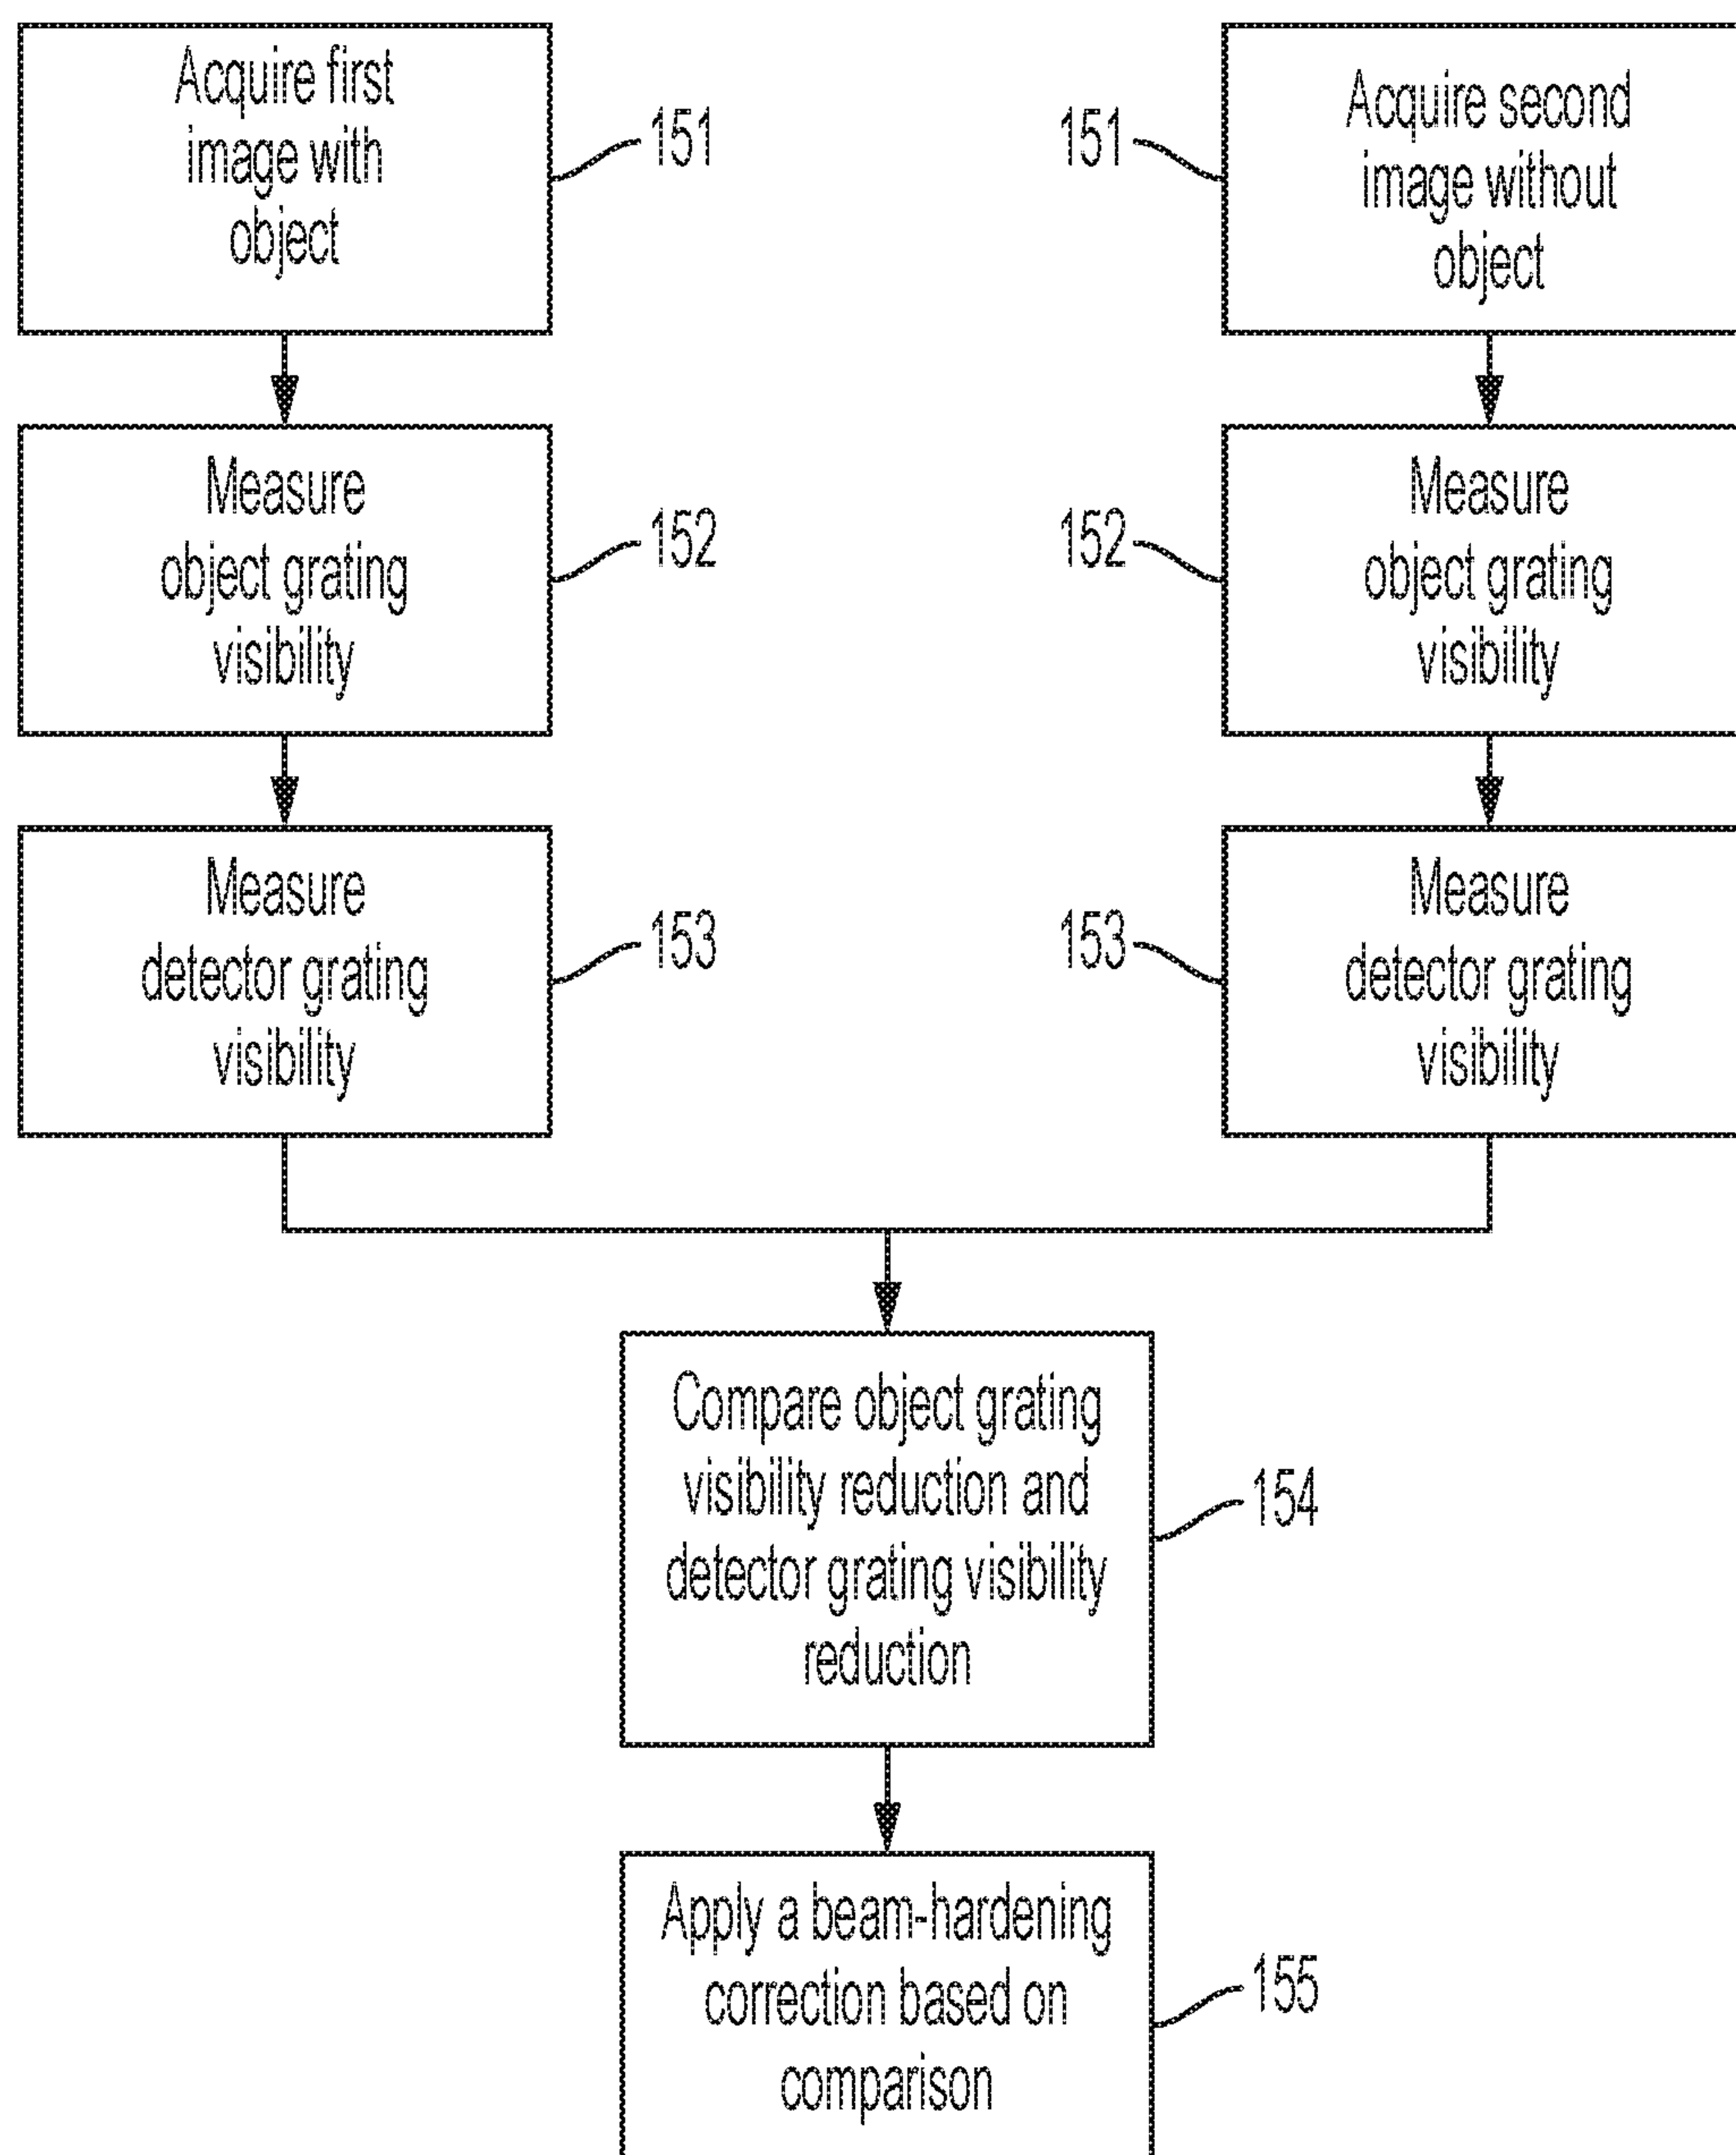 Acquire first
image with
object
151
Measure
object grating
visibility
152
Measure
detector grating
visibility
153
151
Acquire second
image without
object
152
Measure
object grating
visibility
153
Measure
detector grating
visibility
Compare object grating
visibility reduction and
detector grating visibility
reduction
154
Apply a beam-hardening
correction based on
comparison
155